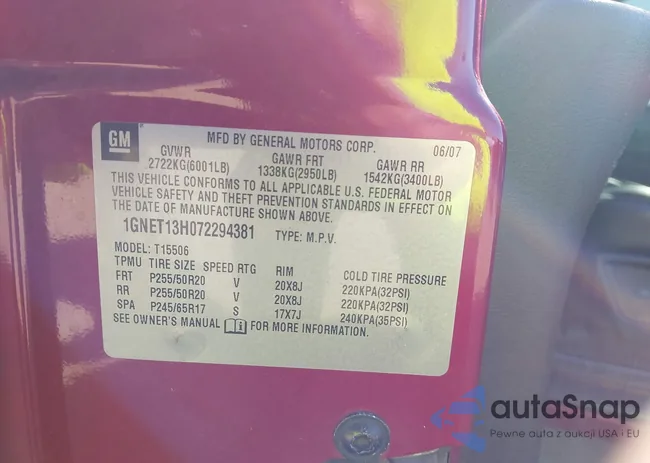 GM
MFD BY GENERAL MOTORS CORP. 06/07
GVWR GAWR FRT GAWR RR
2722KG(6001LB) 1338KG(2950LB) 1542KG(3400LB)
THIS VEHICLE CONFORMS TO ALL APPLICABLE U.S. FEDERAL MOTOR
VEHICLE SAFETY AND THEFT PREVENTION STANDARDS IN EFFECT ON
THE DATE OF MANUFACTURE SHOWN ABOVE.
1GNET13H072294381 TYPE: M.P.V.
MODEL: T15506
TPMU TIRE SIZE SPEED RTG RIM COLD TIRE PRESSURE
FRT P255/50R20 V 20X8J 220KPA(32PSI)
RR P255/50R20 V 20X8J 220KPA(32PSI)
SPA P245/65R17 S 17X7J 240KPA(35PSI)
SEE OWNER'S MANUAL FOR MORE INFORMATION.
autaSnap
Pewne auta z aukcji USA i EU